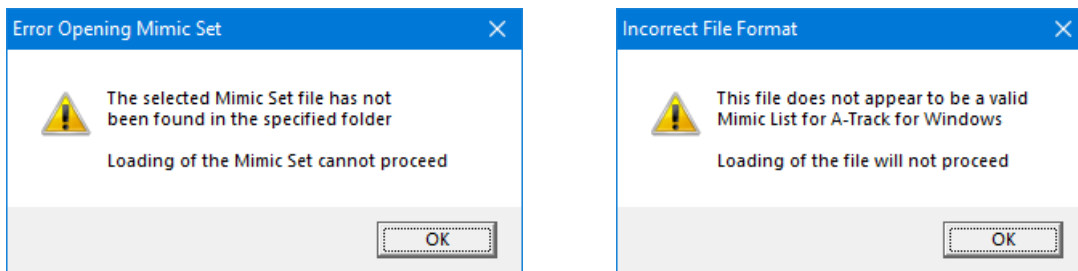 Error Opening Mimic Set
The selected Mimic Set file has not
been found in the specified folder
Loading of the Mimic Set cannot proceed
OK
Incorrect File Format
This file does not appear to be a valid
Mimic List for A-Track for Windows
Loading of the file will not proceed
OK